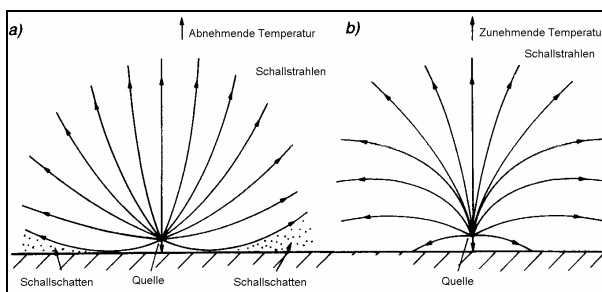 a)
Abnehmende Temperatur
Schallstrahlen
Schallschatten
Quelle
Schallschatten
b)
Zunehmende Temperatu
Schallstrahlen
Quelle